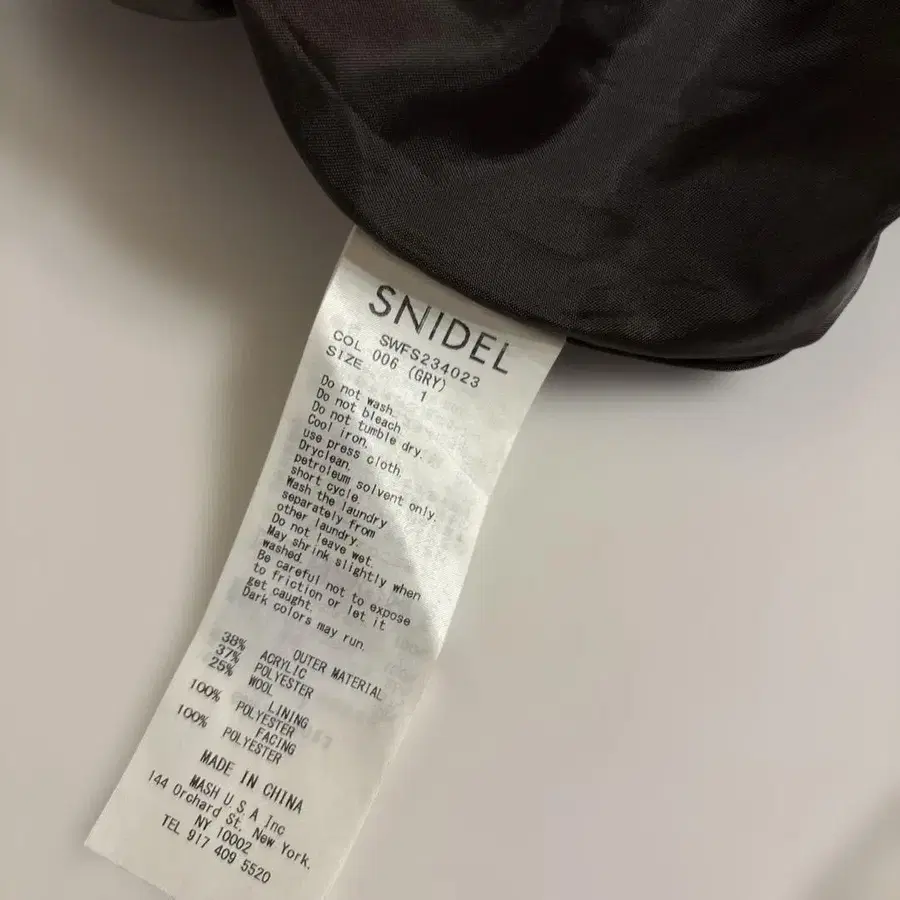 SNIDEL
SWFS234023
COL 006 (GRY)
SIZE 1
Do not wash.
Do not bleach.
Do not tumble dry.
Cool iron.
use press cloth.
Dryclean.
petroleum solvent only.
short cycle.
Wash the laundry
separately from
other laundry.
Do not leave wet.
May shrink slightly when
washed.
Be careful not to expose
to friction or let it
get caught.
Dark colors may run.
OUTER MATERIAL
38% ACRYLIC
37% POLYESTER
25% WOOL
LINING
100% POLYESTER
FACING
100% POLYESTER
MADE IN CHINA
MASH U.S.A Inc
144 Orchard St. New York.
NY 10002
TEL 917 409 5520